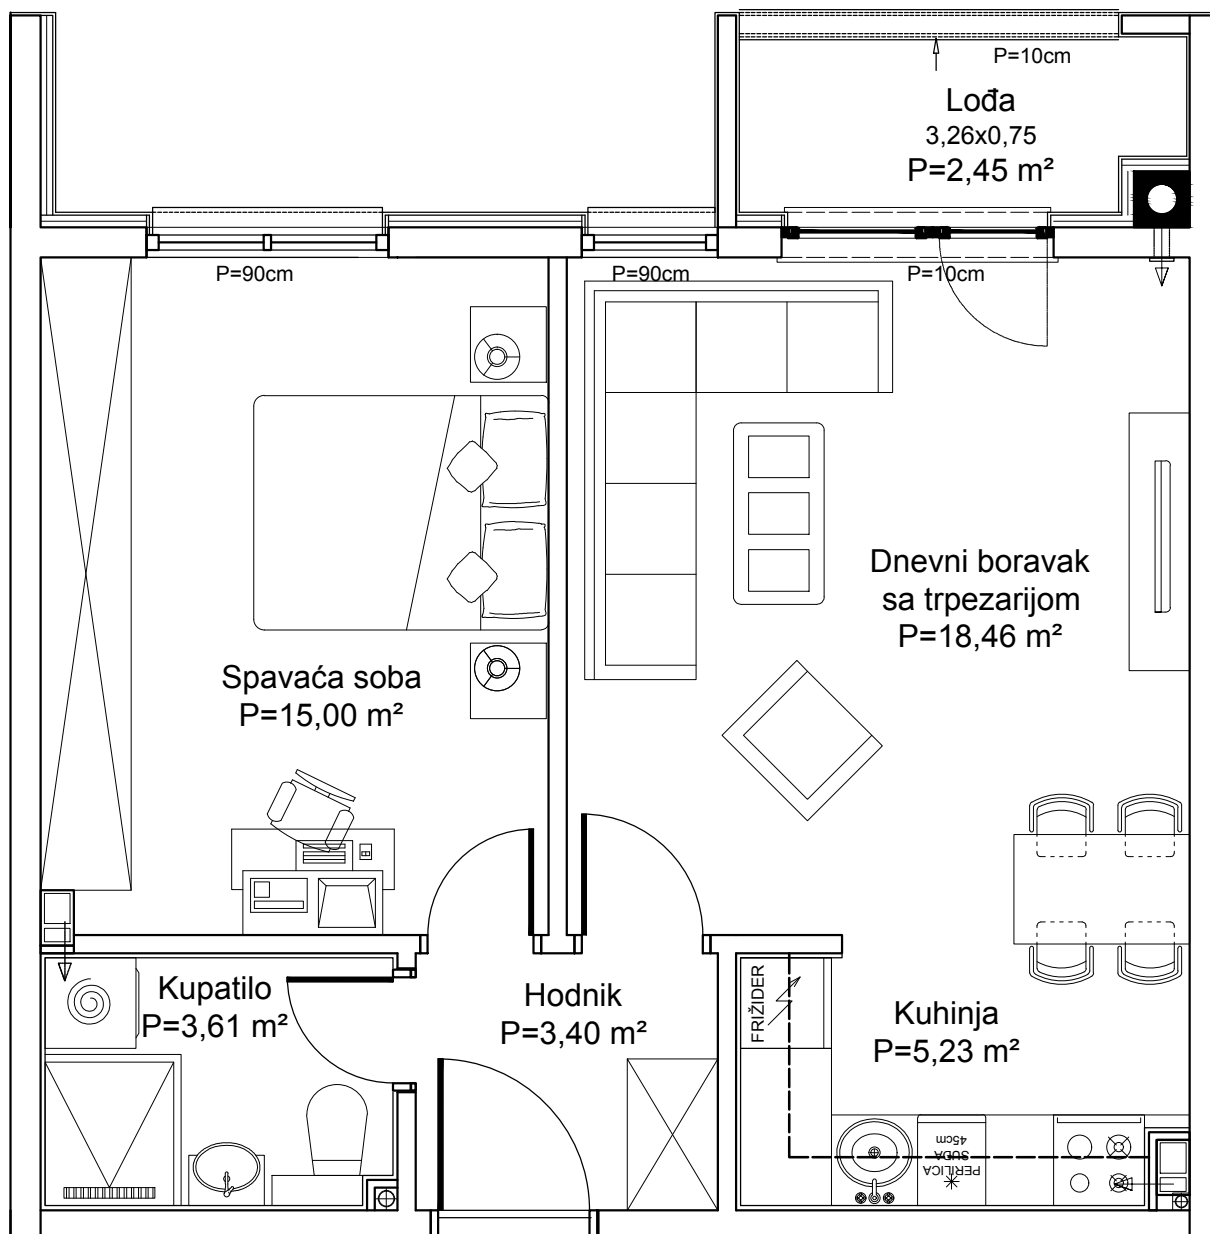 P=10cm
Lođa
3,26x0,75
P=2,45 m²
P=90cm
P=90cm
P=10cm
Dnevni boravak
sa trpezarijom
P=18,46 m²
Spavaća soba
P=15,00 m²
Kupatilo
P=3,61 m²
Hodnik
P=3,40 m²
FRIŽIDER
Kuhinja
P=5,23 m²
PERILICA
SUĐA
45cm